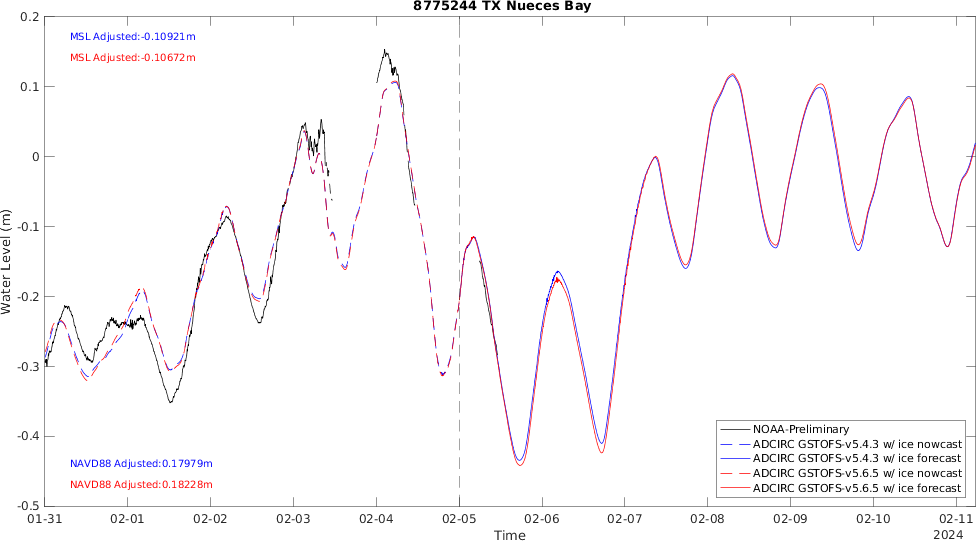 8775244 TX Nueces Bay
MSL Adjusted:-0.10921m
MSL Adjusted:-0.10672m
NAVD88 Adjusted:0.17979m
NAVD88 Adjusted:0.18228m
Water Level (m)
0.2
0.1
0
-0.1
-0.2
-0.3
-0.4
-0.5
NOAA-Preliminary
ADCIRC GSTOFS-v5.4.3 w/ ice nowcast
ADCIRC GSTOFS-v5.4.3 w/ ice forecast
ADCIRC GSTOFS-v5.6.5 w/ ice nowcast
ADCIRC GSTOFS-v5.6.5 w/ ice forecast
01-31 02-01 02-02 02-03 02-04 02-05 02-06 02-07 02-08 02-09 02-10 02-11
Time 2024